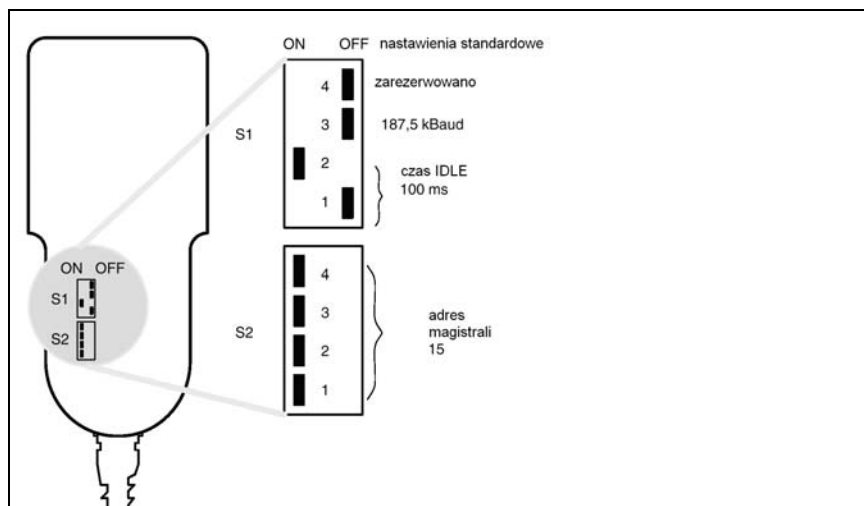 ON OFF nastawienia standardowe
4 zarezerwowano
S1
3 187,5 kBaud
2
czas IDLE
100 ms
1
ON OFF
S1
S2
S2
4
3
adres
magistrali
15
2
1